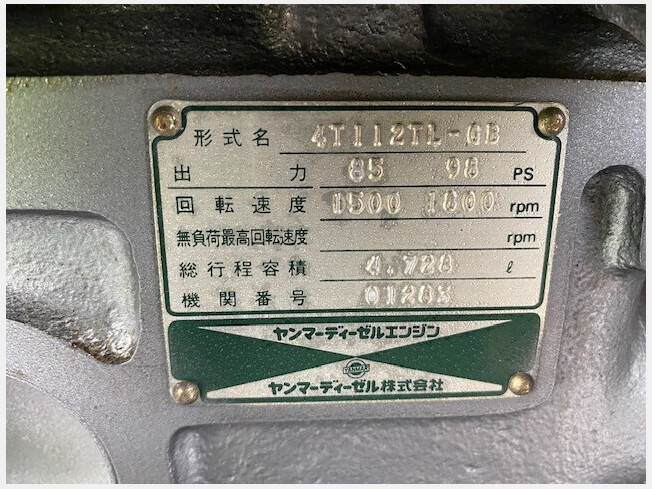 形式名 4T112TL-GB
出力 85 98 PS
回転速度 1500 1800 rpm
無負荷最高回転速度 rpm
総行程容積 4.728 ℓ
機関番号
ヤンマーディーゼルエンジン
YANMAR
ヤンマーディーゼル株式会社